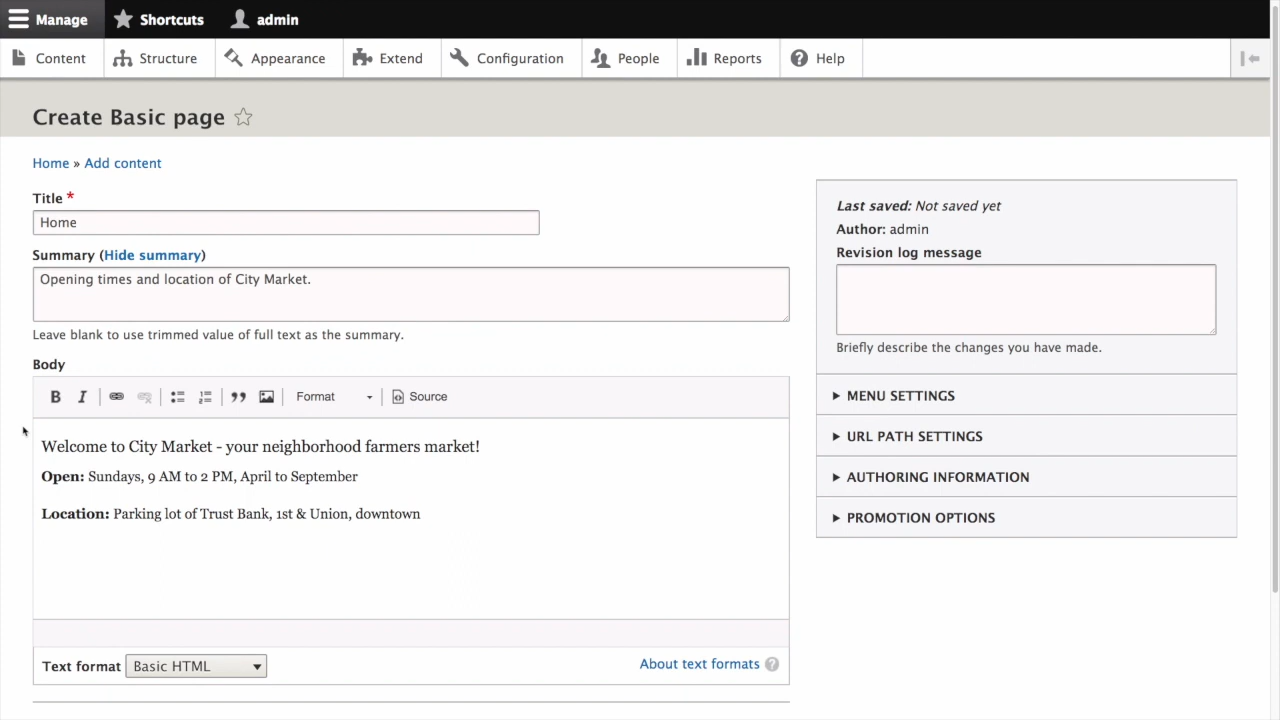 Manage Shortcuts admin
Content Structure Appearance Extend Configuration People Reports Help
Create Basic page
Home » Add content
Title *
Home
Summary (Hide summary)
Opening times and location of City Market.
Leave blank to use trimmed value of full text as the summary.
Body
B I Format Source
Welcome to City Market - your neighborhood farmers market!
Open: Sundays, 9 AM to 2 PM, April to September
Location: Parking lot of Trust Bank, 1st & Union, downtown
Text format Basic HTML About text formats ?
Last saved: Not saved yet
Author: admin
Revision log message
Briefly describe the changes you have made.
MENU SETTINGS
URL PATH SETTINGS
AUTHORING INFORMATION
PROMOTION OPTIONS